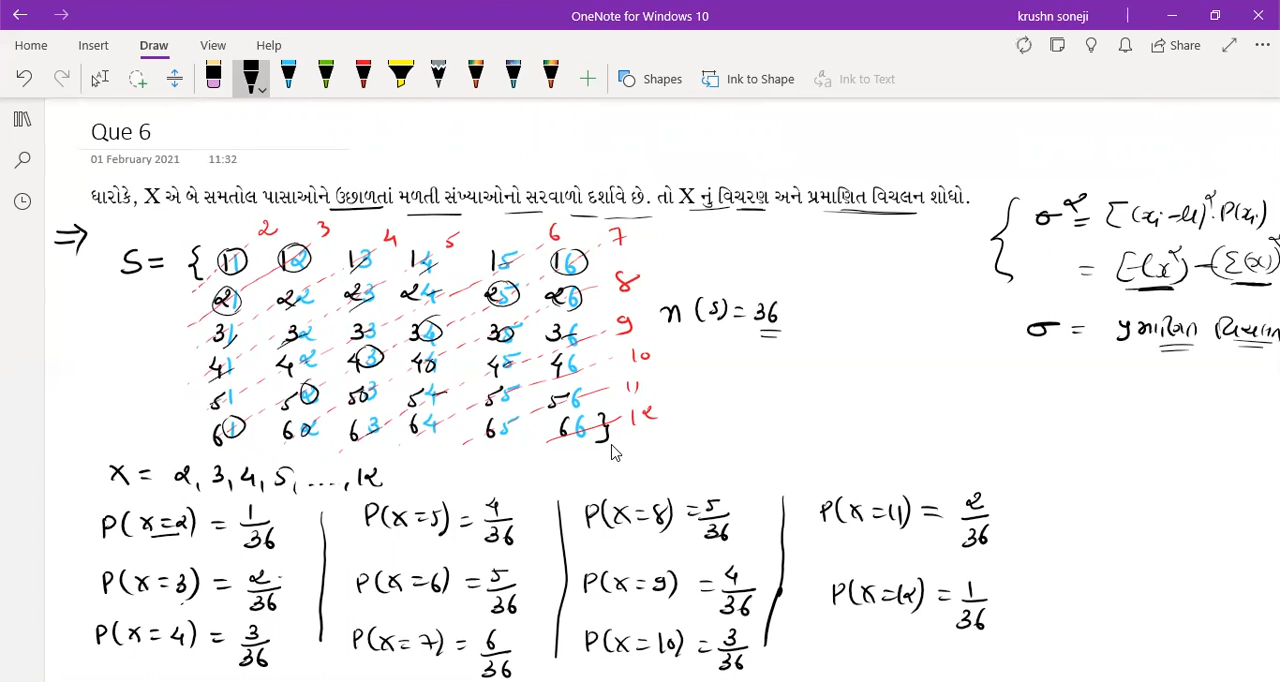 OneNote for Windows 10
krushn soneji
Home Insert Draw View Help
Share
Shapes Ink to Shape Ink to Text
Que 6
01 February 2021 11:32
ધારોકે, X એ બે સમતોલ પાસાઓને ઉછાળતાં મળતી સંખ્યાઓનો સરવાળો દર્શાવે છે. તો X નું વિચરણ અને પ્રમાણિત વિચલન શોધો.
2 3 4 5 6 7
⇒ S = { 11 12 13 14 15 16
21 22 23 24 25 26 8
31 32 33 34 35 36 9
41 42 43 44 45 46 10
51 52 53 54 55 56 11
61 62 63 64 65 66 } 12
n (S) = 36
σ² = Σ(xi - μ)² P(xi)
σ = પ્રમાણિત વિચલન
X = 2, 3, 4, 5, ...., 12
P(X=2) = 1/36
P(X=3) = 2/36
P(X=4) = 3/36
P(X=5) = 4/36
P(X=6) = 5/36
P(X=7) = 6/36
P(X=8) = 5/36
P(X=9) = 4/36
P(X=10) = 3/36
P(X=11) = 2/36
P(X=12) = 1/36